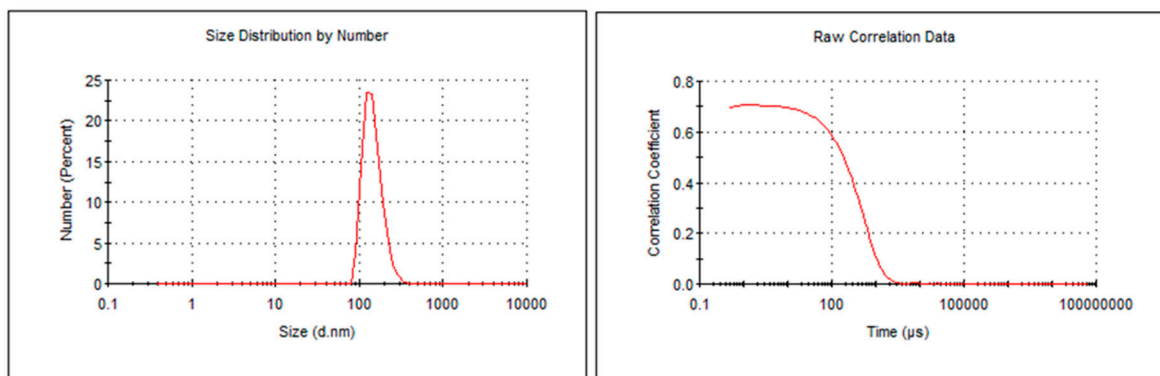 Size Distribution by Number
Number (Percent)
25
20
15
10
5
0
0.1 1 10 100 1000 10000
Size (d.nm)
Raw Correlation Data
Correlation Coefficient
0.8
0.6
0.4
0.2
0.0
0.1 100 100000 100000000
Time (µs)